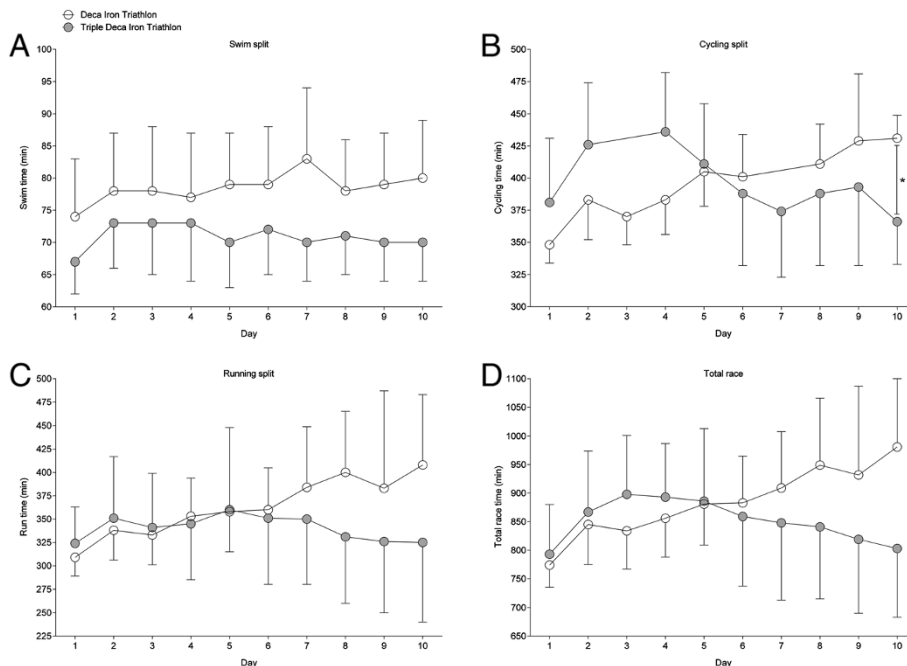 Deca Iron Triathlon
Triple Deca Iron Triathlon
A
Swim split
100
95
90
85
80
75
70
65
60
Swim time (min)
1 2 3 4 5 6 7 8 9 10
Day
B
Cycling split
500
475
450
425
400
375
350
325
300
Cycling time (min)
*
1 2 3 4 5 6 7 8 9 10
Day
C
Running split
500
475
450
425
400
375
350
325
300
275
250
225
Run time (min)
1 2 3 4 5 6 7 8 9 10
Day
D
Total race
1100
1050
1000
950
900
850
800
750
700
650
Total race time (min)
1 2 3 4 5 6 7 8 9 10
Day